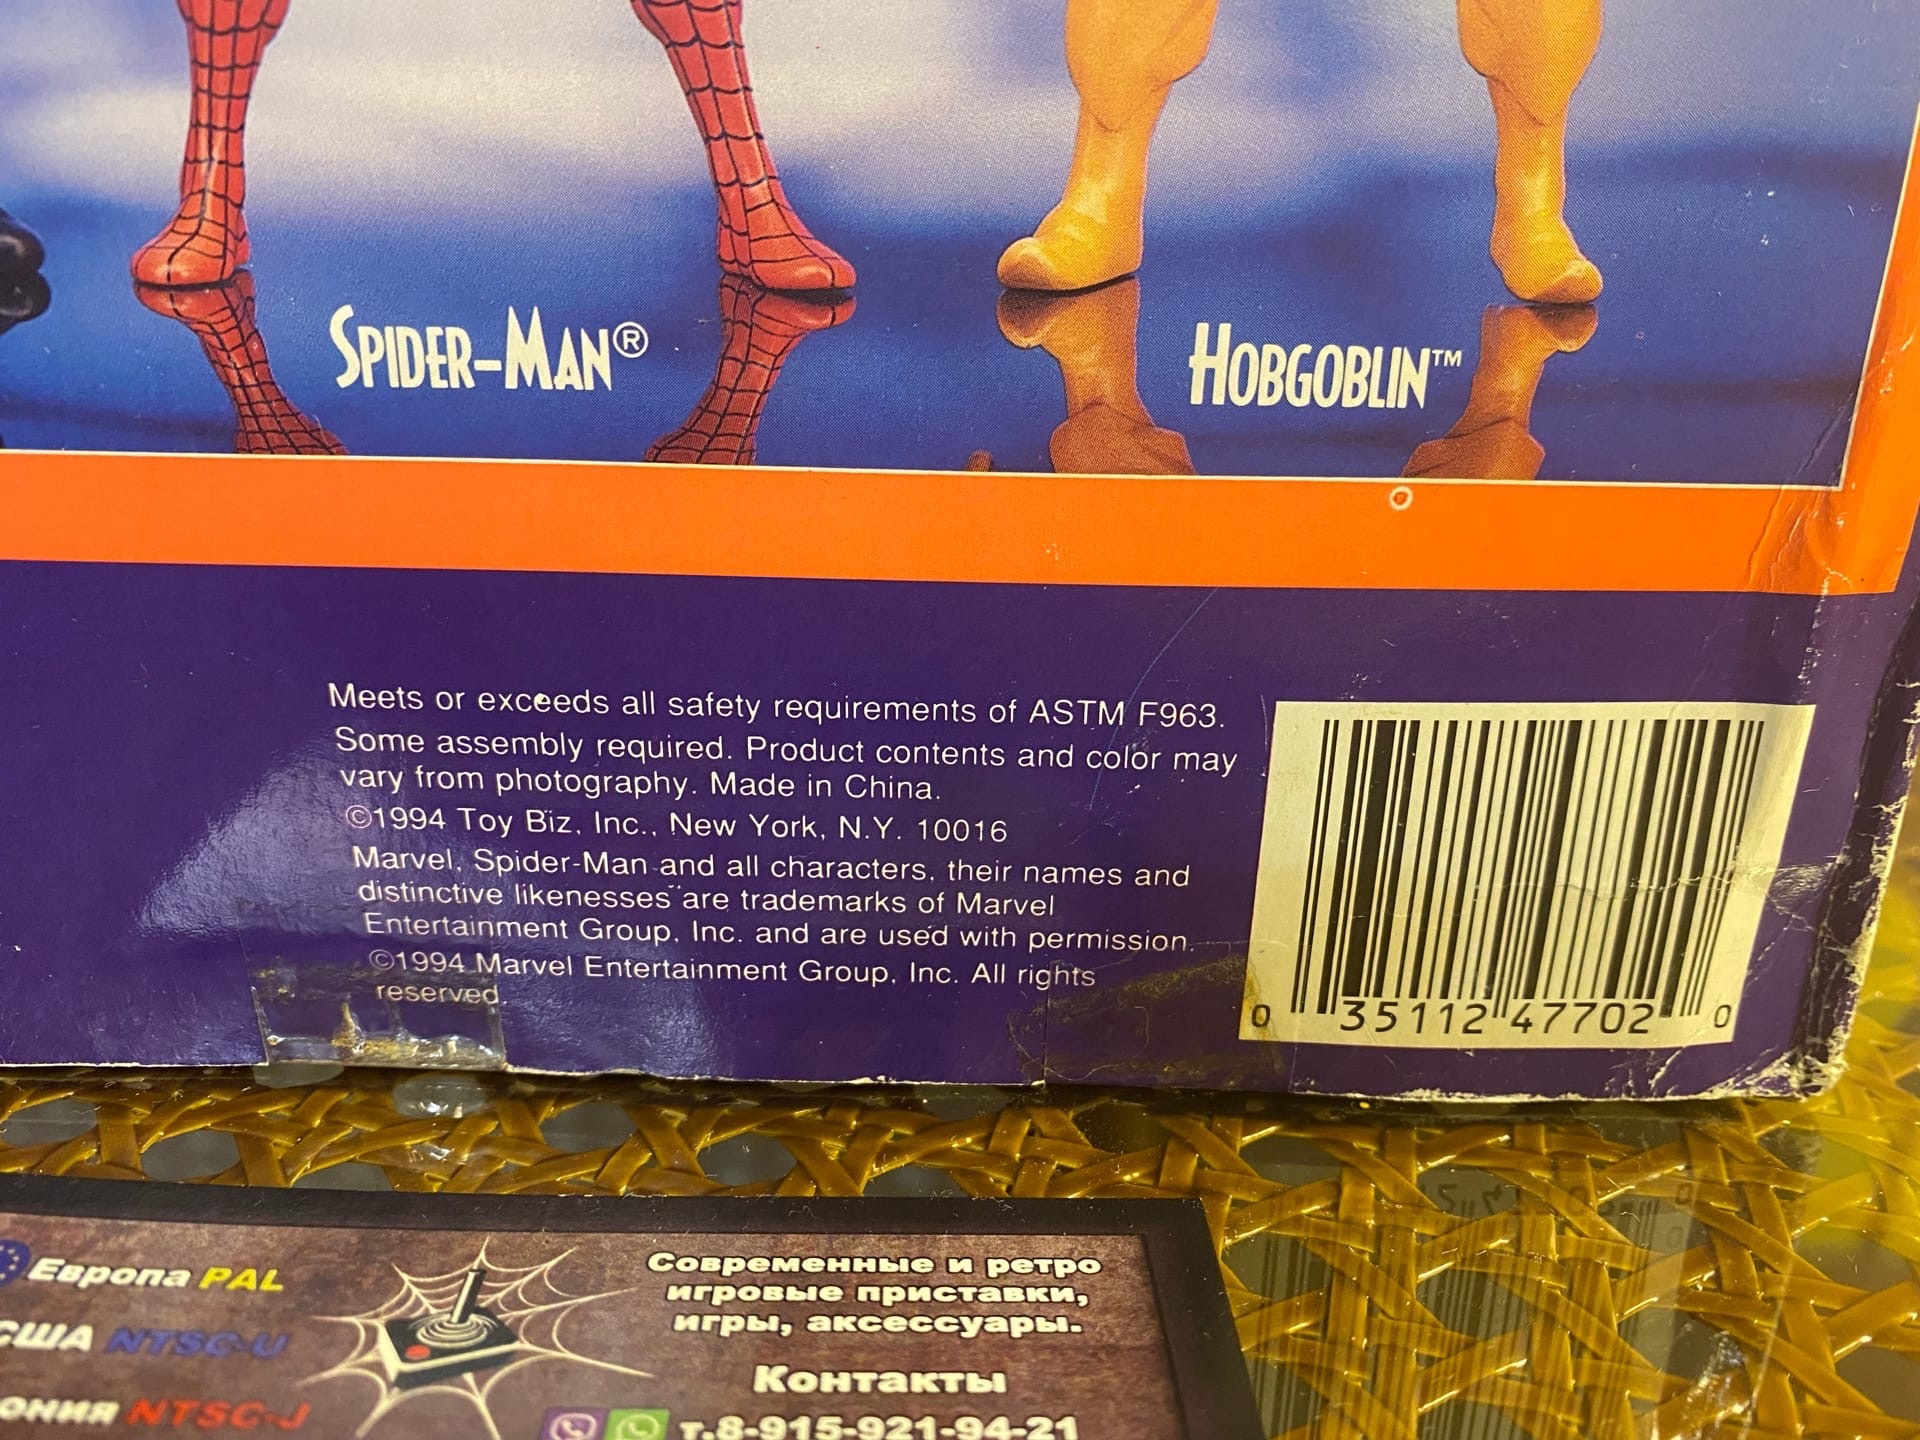 SPIDER-MAN®
HOBGOBLIN™
Meets or exceeds all safety requirements of ASTM F963.
Some assembly required. Product contents and color may
vary from photography. Made in China.
©1994 Toy Biz, Inc., New York, N.Y. 10016
Marvel, Spider-Man and all characters, their names and
distinctive likenesses are trademarks of Marvel
Entertainment Group, Inc. and are used with permission.
©1994 Marvel Entertainment Group, Inc. All rights
reserved.
0 35112 47702 0
Европа PAL
США NTSC-U
ония NTSC-J
Современные и ретро
игровые приставки,
игры, аксессуары.
Контакты
т.8-915-921-94-21